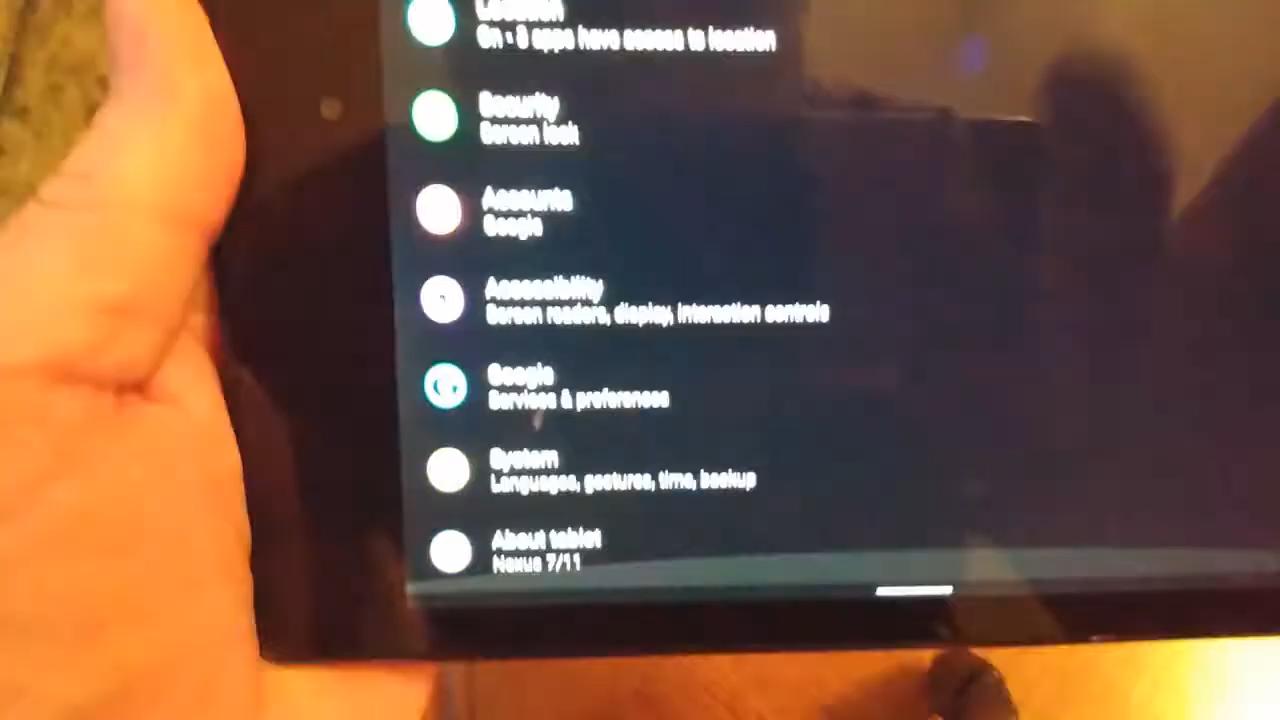 Location
On • 8 apps have access to location
Security
Screen lock
Accounts
Google
Accessibility
Screen readers, display, interaction controls
Google
Services & preferences
System
Languages, gestures, time, backup
About tablet
Nexus 7/11